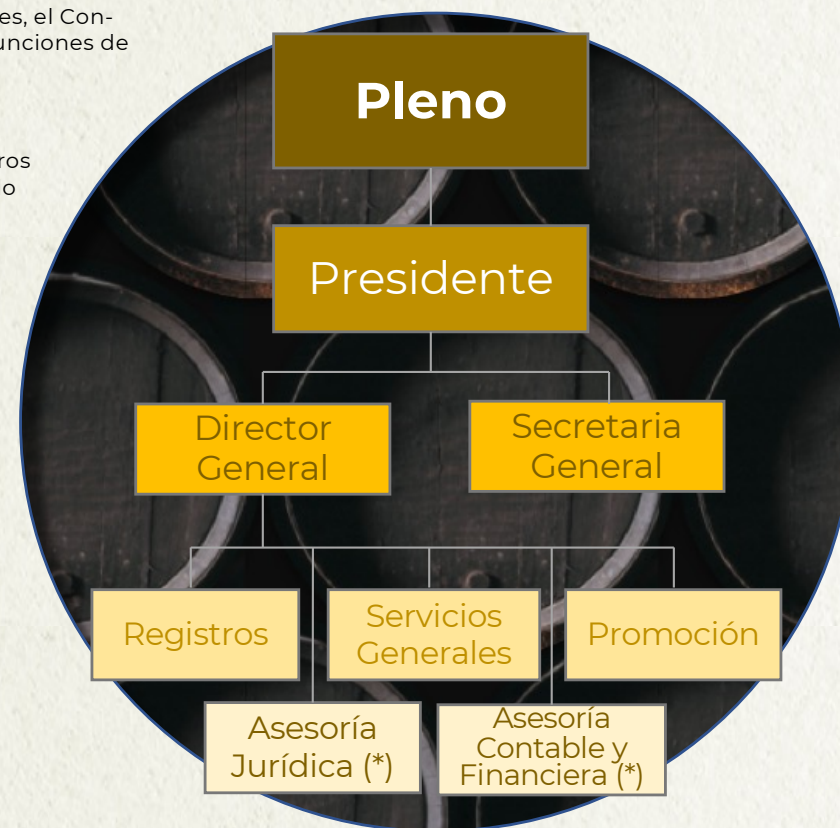 es, el Con-
unciones de
ros
o
Pleno
Presidente
Director
General
Secretaria
General
Registros
Servicios
Generales
Promoción
Asesoría
Jurídica (*)
Asesoría
Contable y
Financiera (*)